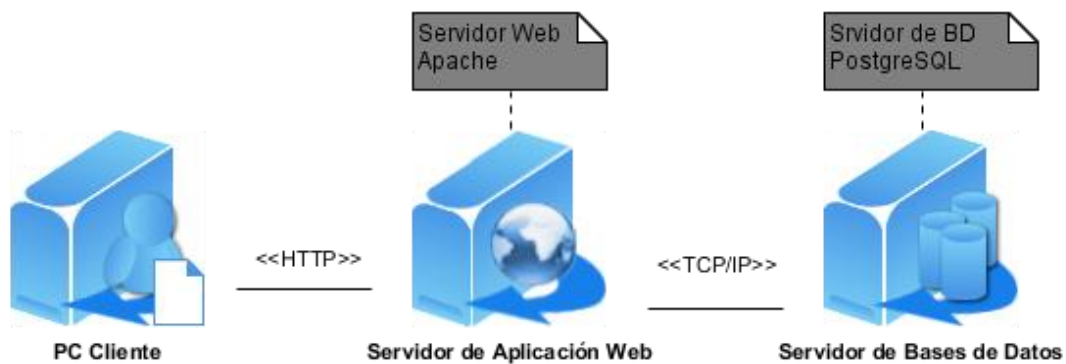 Servidor Web
Apache
Srvidor de BD
PostgreSQL
<<HTTP>>
<<TCP/IP>>
PC Cliente
Servidor de Aplicación Web
Servidor de Bases de Datos